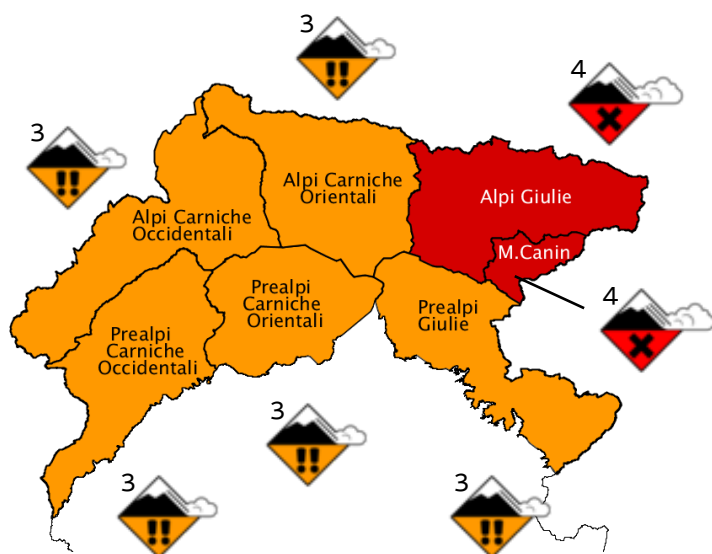 3
4
3
Alpi Carniche
Orientali
Alpi Giulie
Alpi Carniche
Occidentali
M.Canin
Prealpi
Carniche
Orientali
Prealpi
Giulie
4
Prealpi
Carniche
Occidentali
3
3
3